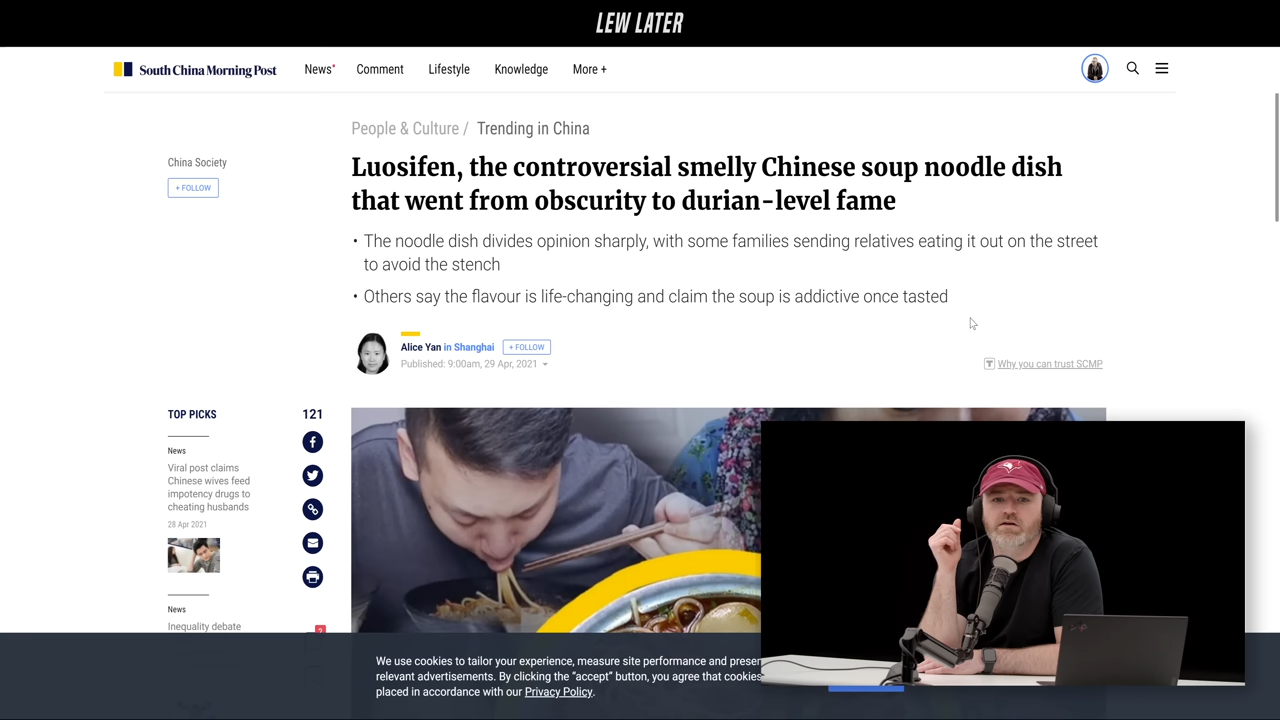 LEW LATER
South China Morning Post
News Comment Lifestyle Knowledge More +
People & Culture / Trending in China
China Society
+ FOLLOW
Luosifen, the controversial smelly Chinese soup noodle dish
that went from obscurity to durian-level fame
• The noodle dish divides opinion sharply, with some families sending relatives eating it out on the street
to avoid the stench
• Others say the flavour is life-changing and claim the soup is addictive once tasted
Alice Yan in Shanghai + FOLLOW
Published: 9:00am, 29 Apr, 2021
Why you can trust SCMP
TOP PICKS
121
News
Viral post claims
Chinese wives feed
impotency drugs to
cheating husbands
28 Apr 2021
News
Inequality debate
2
We use cookies to tailor your experience, measure site performance and presen
relevant advertisements. By clicking the "accept" button, you agree that cookies
placed in accordance with our Privacy Policy.